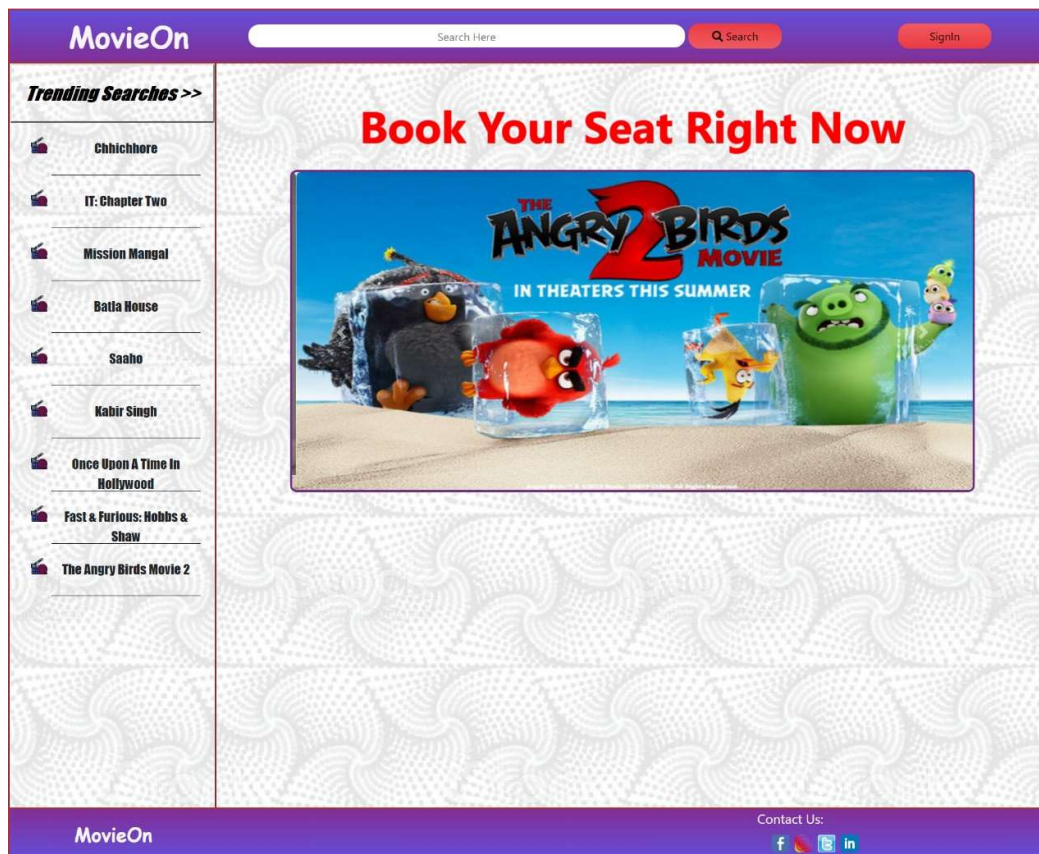 MovieOn
Search Here
Search
SignIn
Trending Searches >>
Chhichhore
IT: Chapter Two
Mission Mangal
Batla House
Saaho
Kabir Singh
Once Upon A Time In
Hollywood
Fast & Furious: Hobbs &
Shaw
The Angry Birds Movie 2
Book Your Seat Right Now
THE
ANGRY 2 BIRDS
MOVIE
IN THEATERS THIS SUMMER
MovieOn
Contact Us: